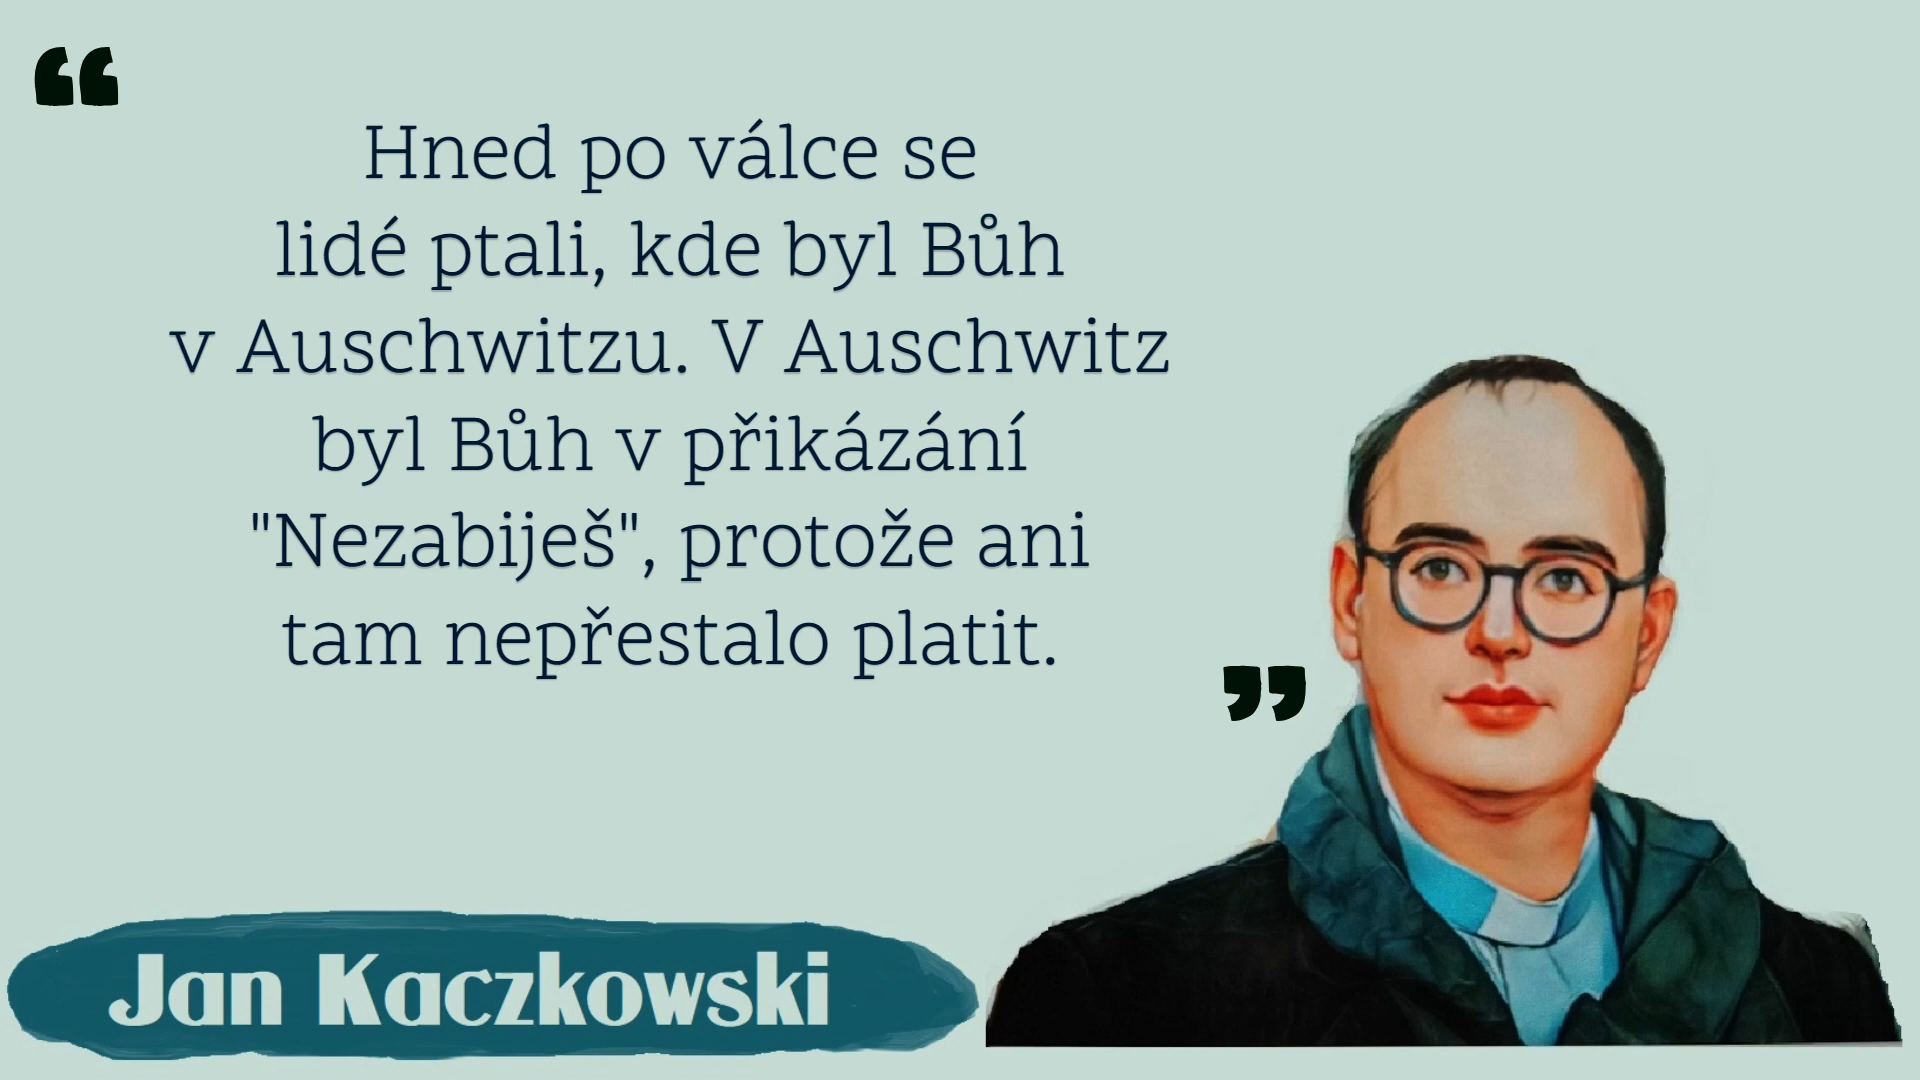 “
Hned po válce se
lidé ptali, kde byl Bůh
v Auschwitzu. V Auschwitz
byl Bůh v přikázání
"Nezabiješ", protože ani
tam nepřestalo platit.
”
Jan Kaczkowski